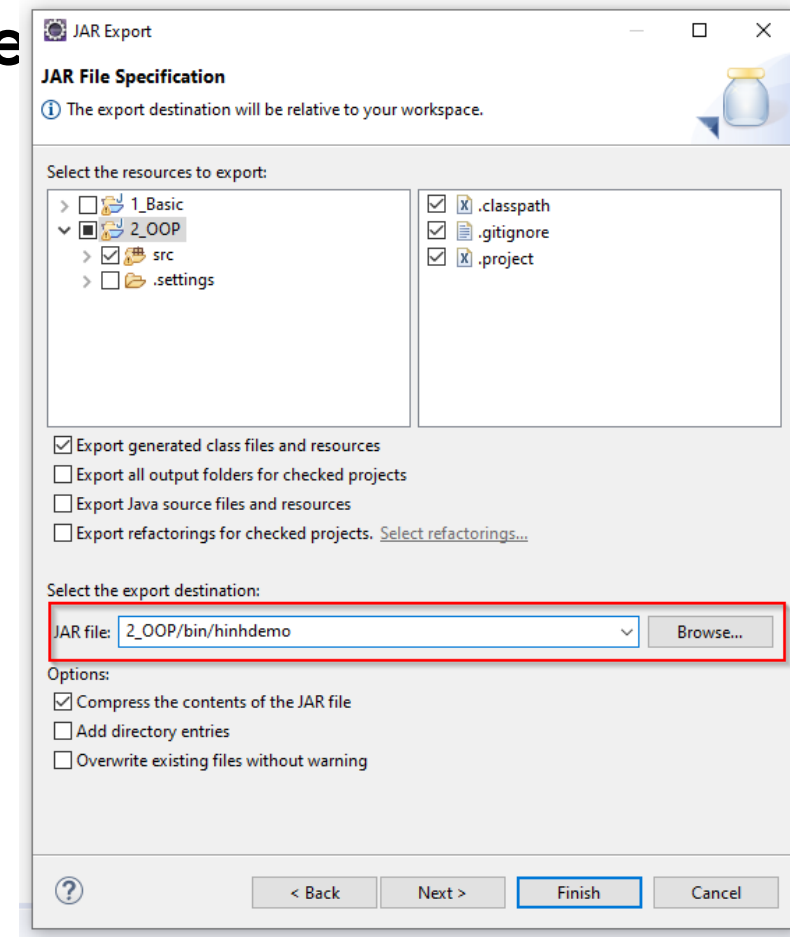 e
JAR Export
JAR File Specification
The export destination will be relative to your workspace.
Select the resources to export:
1_Basic
2_OOP
src
.settings
.classpath
.gitignore
.project
Export generated class files and resources
Export all output folders for checked projects
Export Java source files and resources
Export refactorings for checked projects. Select refactorings...
Select the export destination:
JAR file: 2_OOP/bin/hinhdemo Browse...
Options:
Compress the contents of the JAR file
Add directory entries
Overwrite existing files without warning
? < Back Next > Finish Cancel